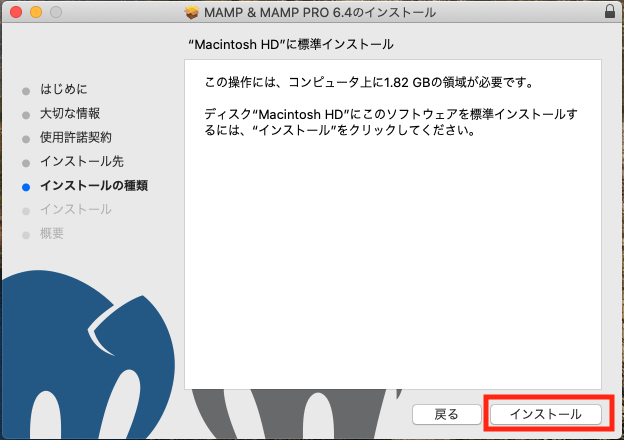 MAMP & MAMP PRO 6.4のインストール
“Macintosh HD”に標準インストール
はじめに
大切な情報
使用許諾契約
インストール先
インストールの種類
インストール
概要
この操作には、コンピュータ上に1.82 GBの領域が必要です。
ディスク“Macintosh HD”にこのソフトウェアを標準インストールす
るには、“インストール”をクリックしてください。
戻る
インストール